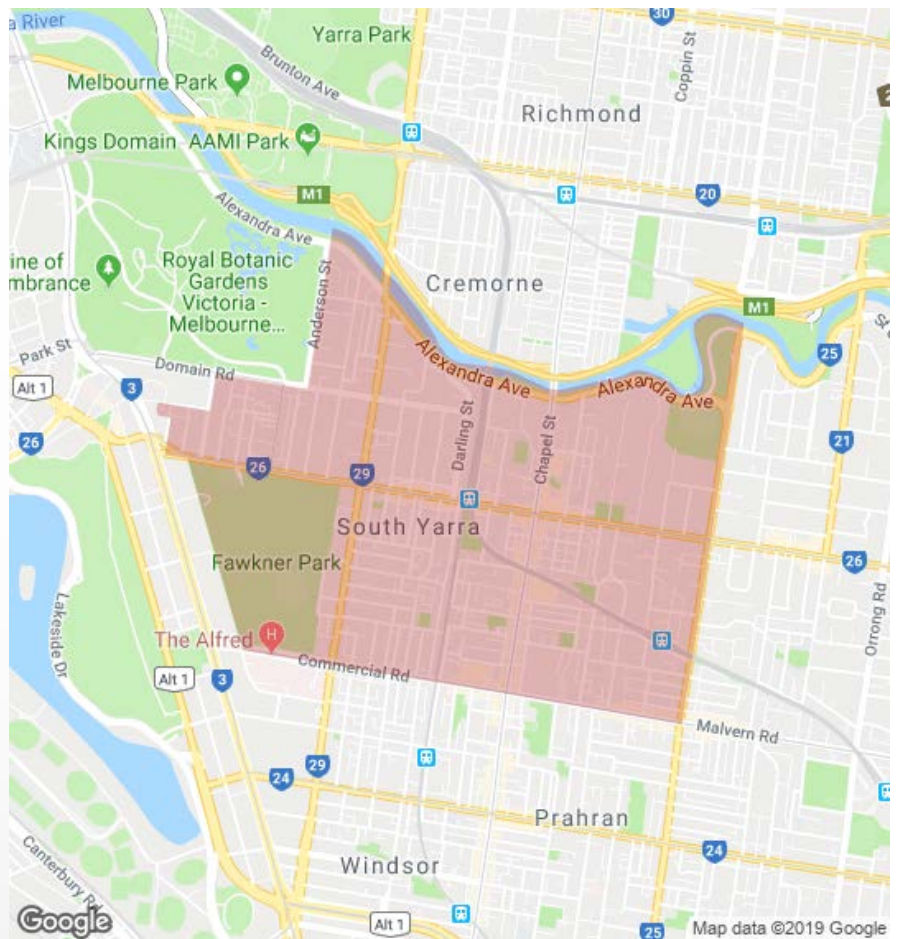 a River
Yarra Park
30
Coppin St
Brunton Ave
Melbourne Park
Richmond
Kings Domain
AAMI Park
M1
20
Alexandra Ave
ine of
mbrance
Royal Botanic
Gardens
Victoria -
Melbourne...
Anderson St
Cremorne
M1
25
Park St
Domain Rd
Alt 1
3
Alexandra Ave
Alexandra Ave
26
26
29
Darling St
Chapel St
21
South Yarra
26
Fawkner Park
Orrong Rd
Lakeside Dr
The Alfred
H
Commercial Rd
Alt 1
3
Malvern Rd
29
24
Prahran
24
Windsor
Canterbury Rd
Alt 1
25
Google
Map data ©2019 Google